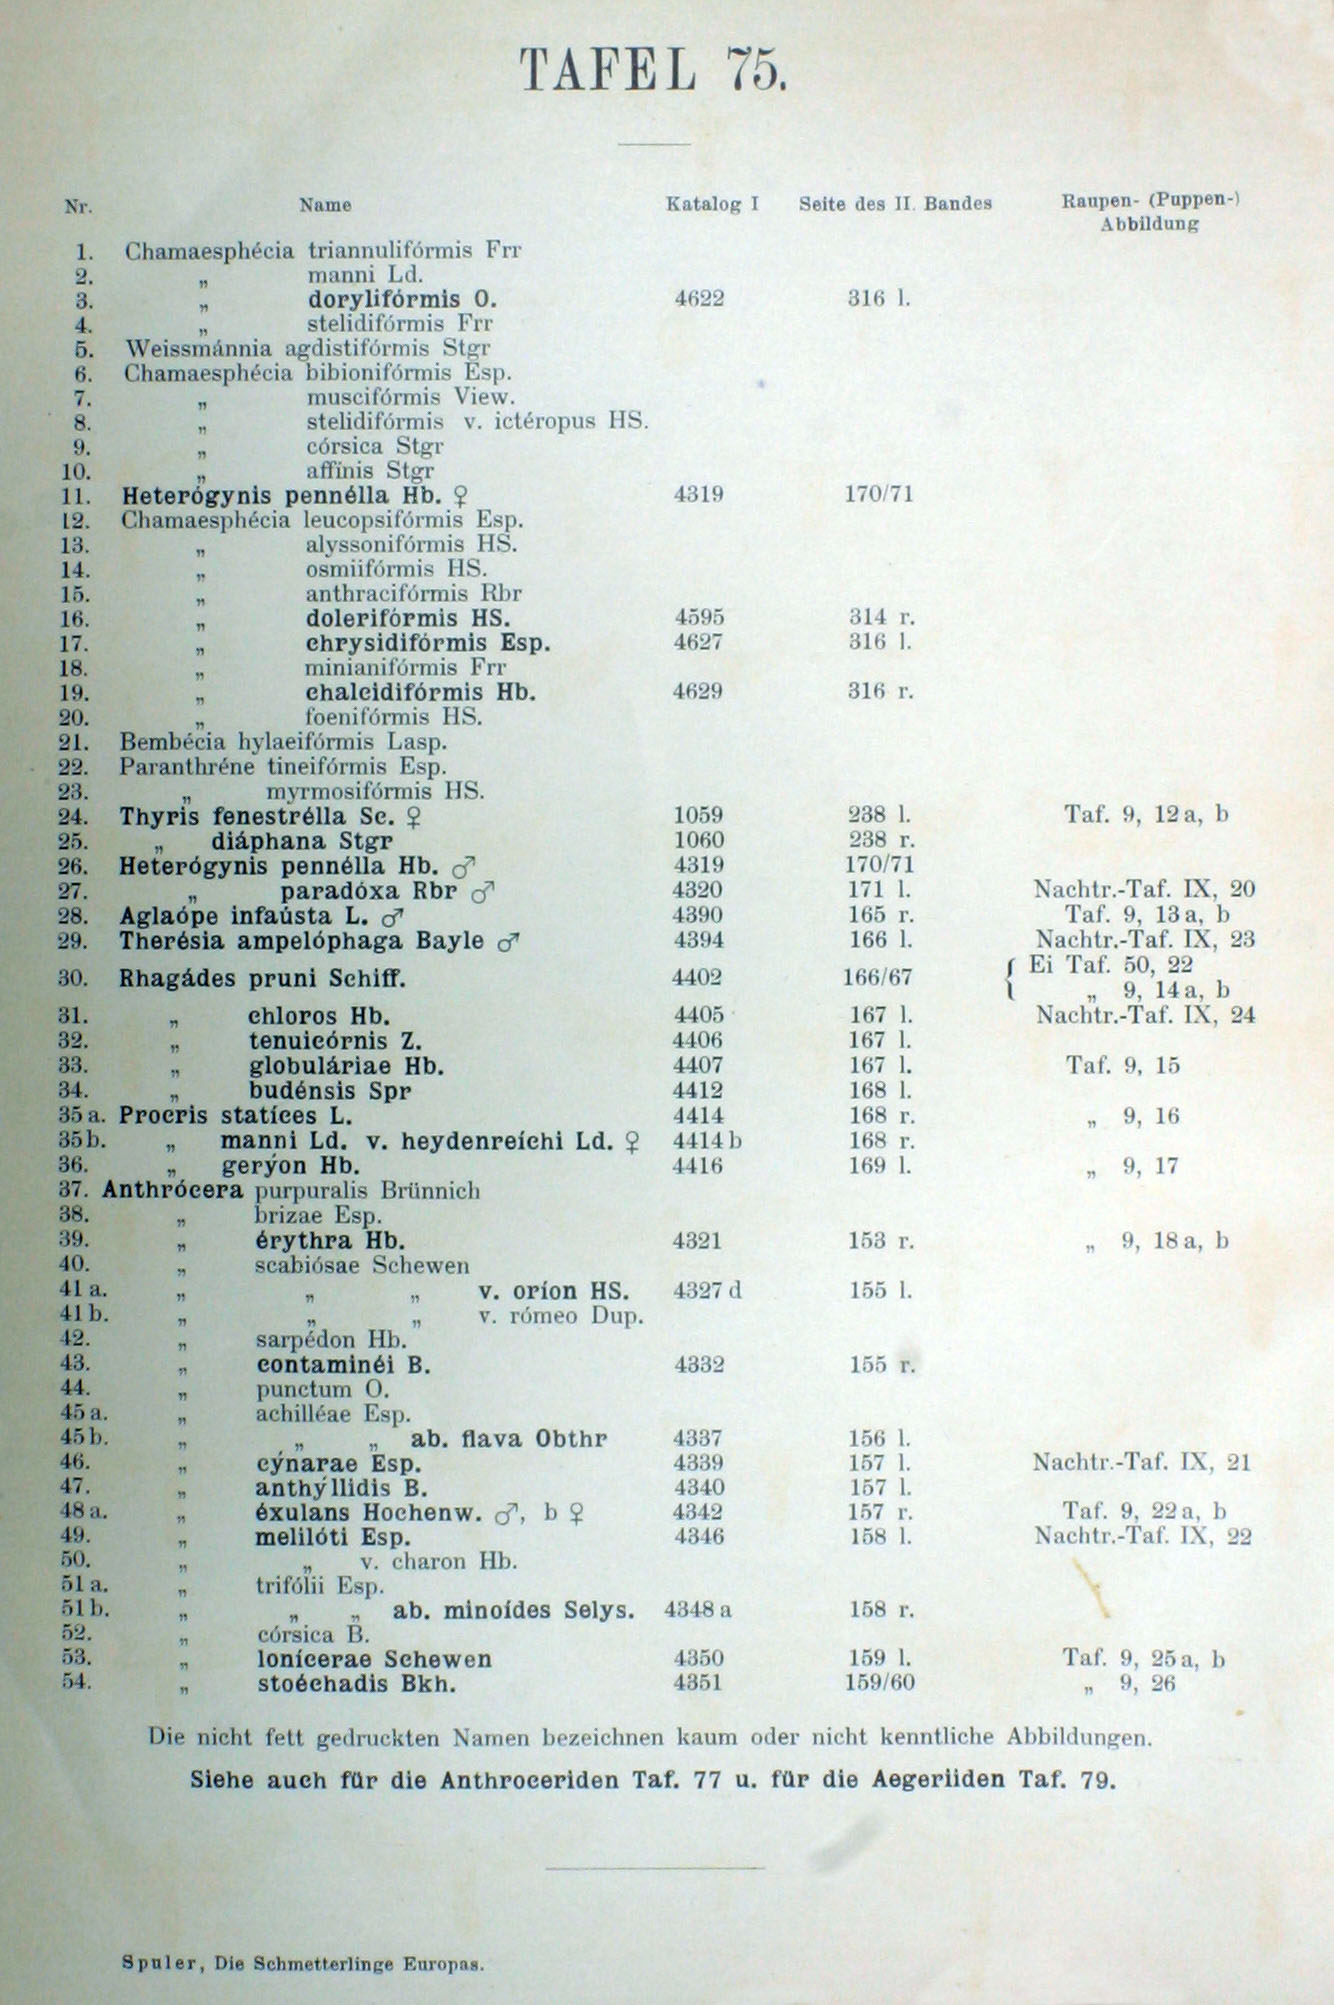 TAFEL 75.
Nr. Name Katalog I Seite des II. Bandes Raupen- (Puppen-)
Abbildung
1. Chamaesphécia triannulifórmis Frr
2. „ manni Ld.
3. „ dorylifórmis O. 4622 316 l.
4. „ stelidifórmis Frr
5. Weissmánnia agdistifórmis Stgr
6. Chamaesphécia bibionifórmis Esp.
7. „ muscifórmis View.
8. „ stelidifórmis v. ictéropus HS.
9. „ córsica Stgr
10. „ affínis Stgr
11. Heterógynis pennélla Hb. ♀ 4319 170/71
12. Chamaesphécia leucopsifórmis Esp.
13. „ alyssonifórmis HS.
14. „ osmiifórmis HS.
15. „ anthracifórmis Rbr
16. „ dolerifórmis HS. 4595 314 r.
17. „ chrysidifórmis Esp. 4627 316 l.
18. „ minianifórmis Frr
19. „ chalcidifórmis Hb. 4629 316 r.
20. „ foenifórmis HS.
21. Bembécia hylaeifórmis Lasp.
22. Paranthréne tineifórmis Esp.
23. „ myrmosifórmis HS.
24. Thyris fenestrélla Sc. ♀ 1059 238 l. Taf. 9, 12 a, b
25. „ diáphana Stgr 1060 238 r.
26. Heterógynis pennélla Hb. ♂ 4319 170/71
27. „ paradóxa Rbr ♂ 4320 171 l. Nachtr.-Taf. IX, 20
28. Aglaópe infaústa L. ♂ 4390 165 r. Taf. 9, 13 a, b
29. Therésia ampelóphaga Bayle ♂ 4394 166 l. Nachtr.-Taf. IX, 23
30. Rhagádes pruni Schiff. 4402 166/67 { Ei Taf. 50, 22
„ 9, 14 a, b
31. „ chloros Hb. 4405 167 l. Nachtr.-Taf. IX, 24
32. „ tenuicórnis Z. 4406 167 l.
33. „ globuláriae Hb. 4407 167 l. Taf. 9, 15
34. „ budénsis Spr 4412 168 l.
35 a. Procris statíces L. 4414 168 r. „ 9, 16
35 b. „ manni Ld. v. heydenreíchi Ld. ♀ 4414 b 168 r.
36. „ gerýon Hb. 4416 169 l. „ 9, 17
37. Anthrócera purpuralis Brünnich
38. „ brizae Esp.
39. „ érythra Hb. 4321 153 r. „ 9, 18 a, b
40. „ scabiósae Schewen
41 a. „ „ „ v. oríon HS. 4327 d 155 l.
41 b. „ „ „ v. rómeo Dup.
42. „ sarpédon Hb.
43. „ contaminéi B. 4332 155 r.
44. „ punctum O.
45 a. „ achilléae Esp.
45 b. „ „ „ ab. flava Obthr 4337 156 l.
46. „ cýnarae Esp. 4339 157 l. Nachtr.-Taf. IX, 21
47. „ anthýllidis B. 4340 157 l.
48 a. „ éxulans Hochenw. ♂, b ♀ 4342 157 r. Taf. 9, 22 a, b
49. „ melilóti Esp. 4346 158 l. Nachtr.-Taf. IX, 22
50. „ „ v. charon Hb.
51 a. „ trifólii Esp.
51 b. „ „ „ ab. minoídes Selys. 4348 a 158 r.
52. „ córsica B.
53. „ lonícerae Schewen 4350 159 l. Taf. 9, 25 a, b
54. „ stoéchadis Bkh. 4351 159/60 „ 9, 26
Die nicht fett gedruckten Namen bezeichnen kaum oder nicht kenntliche Abbildungen.
Siehe auch für die Anthroceriden Taf. 77 u. für die Aegeriiden Taf. 79.
Spuler, Die Schmetterlinge Europas.